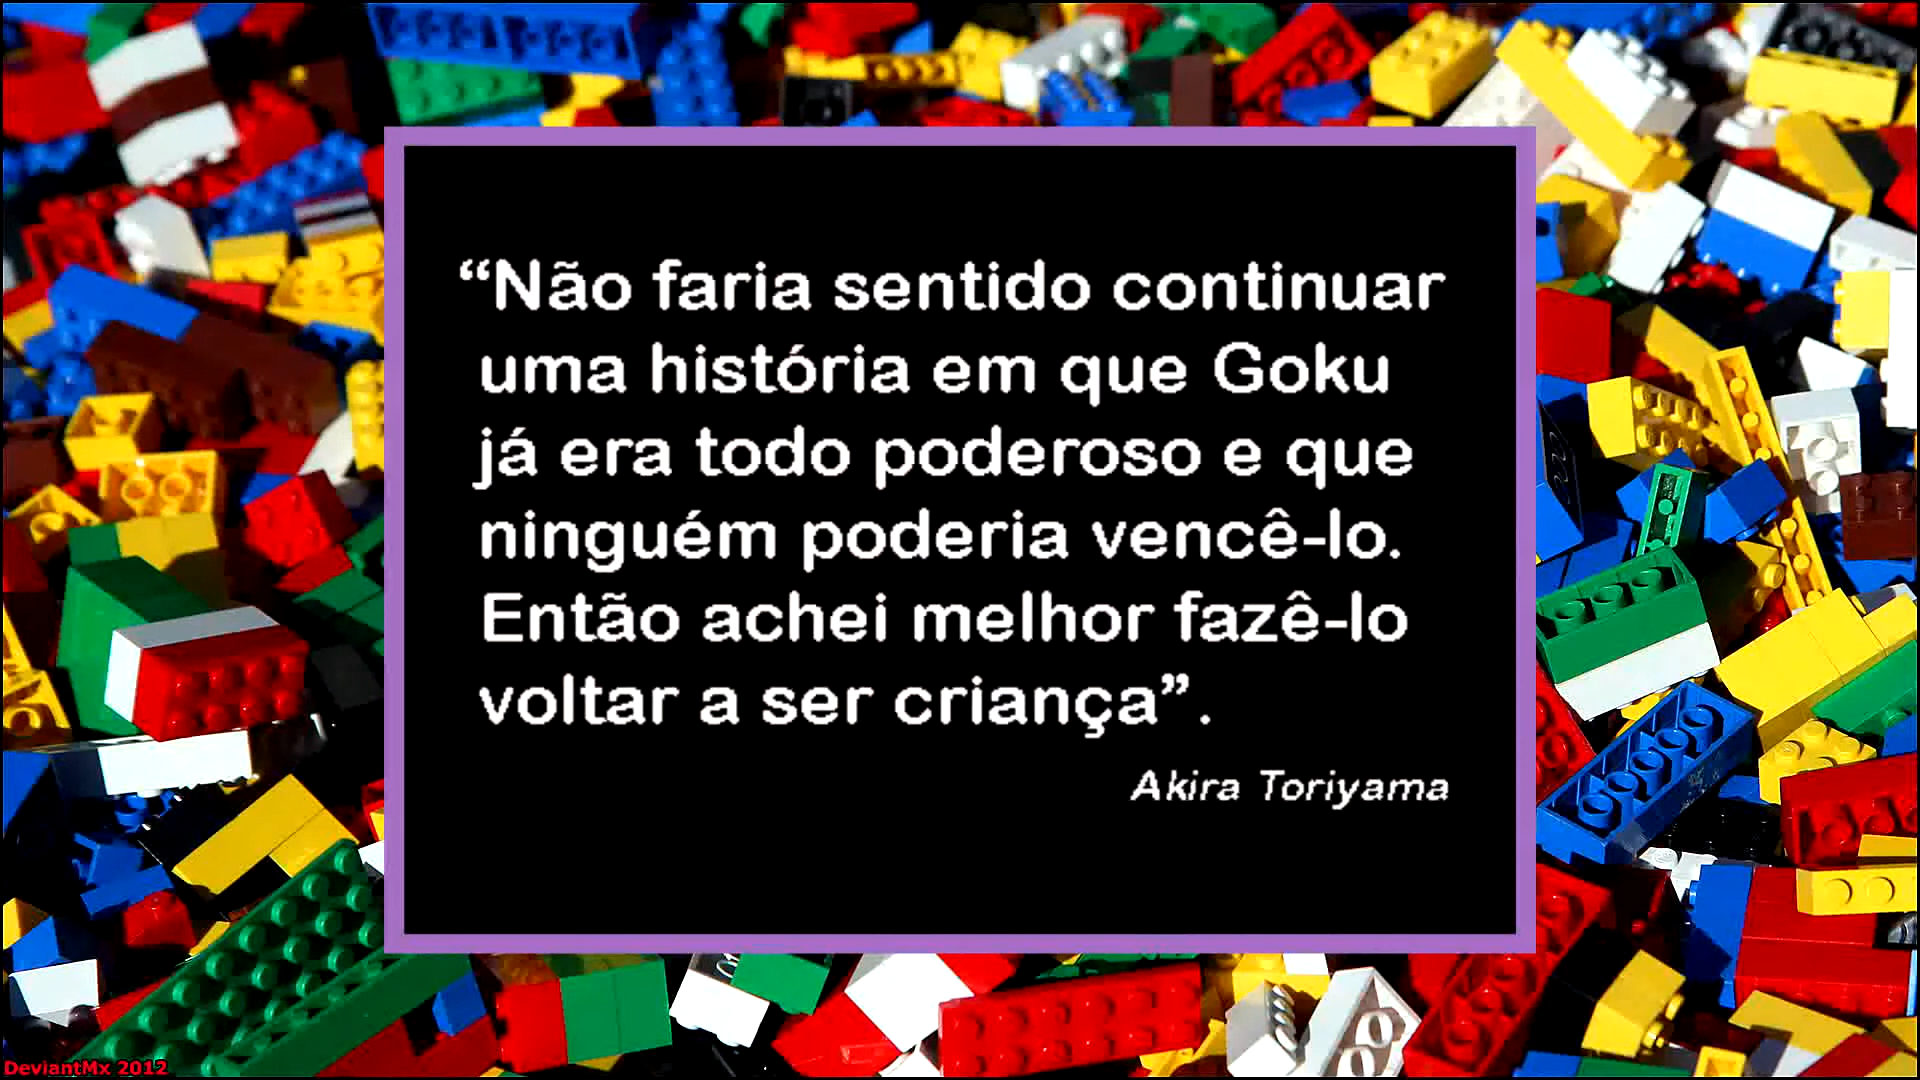 “Não faria sentido continuar
uma história em que Goku
já era todo poderoso e que
ninguém poderia vencê-lo.
Então achei melhor fazê-lo
voltar a ser criança”.
Akira Toriyama
DeviantMx 2012